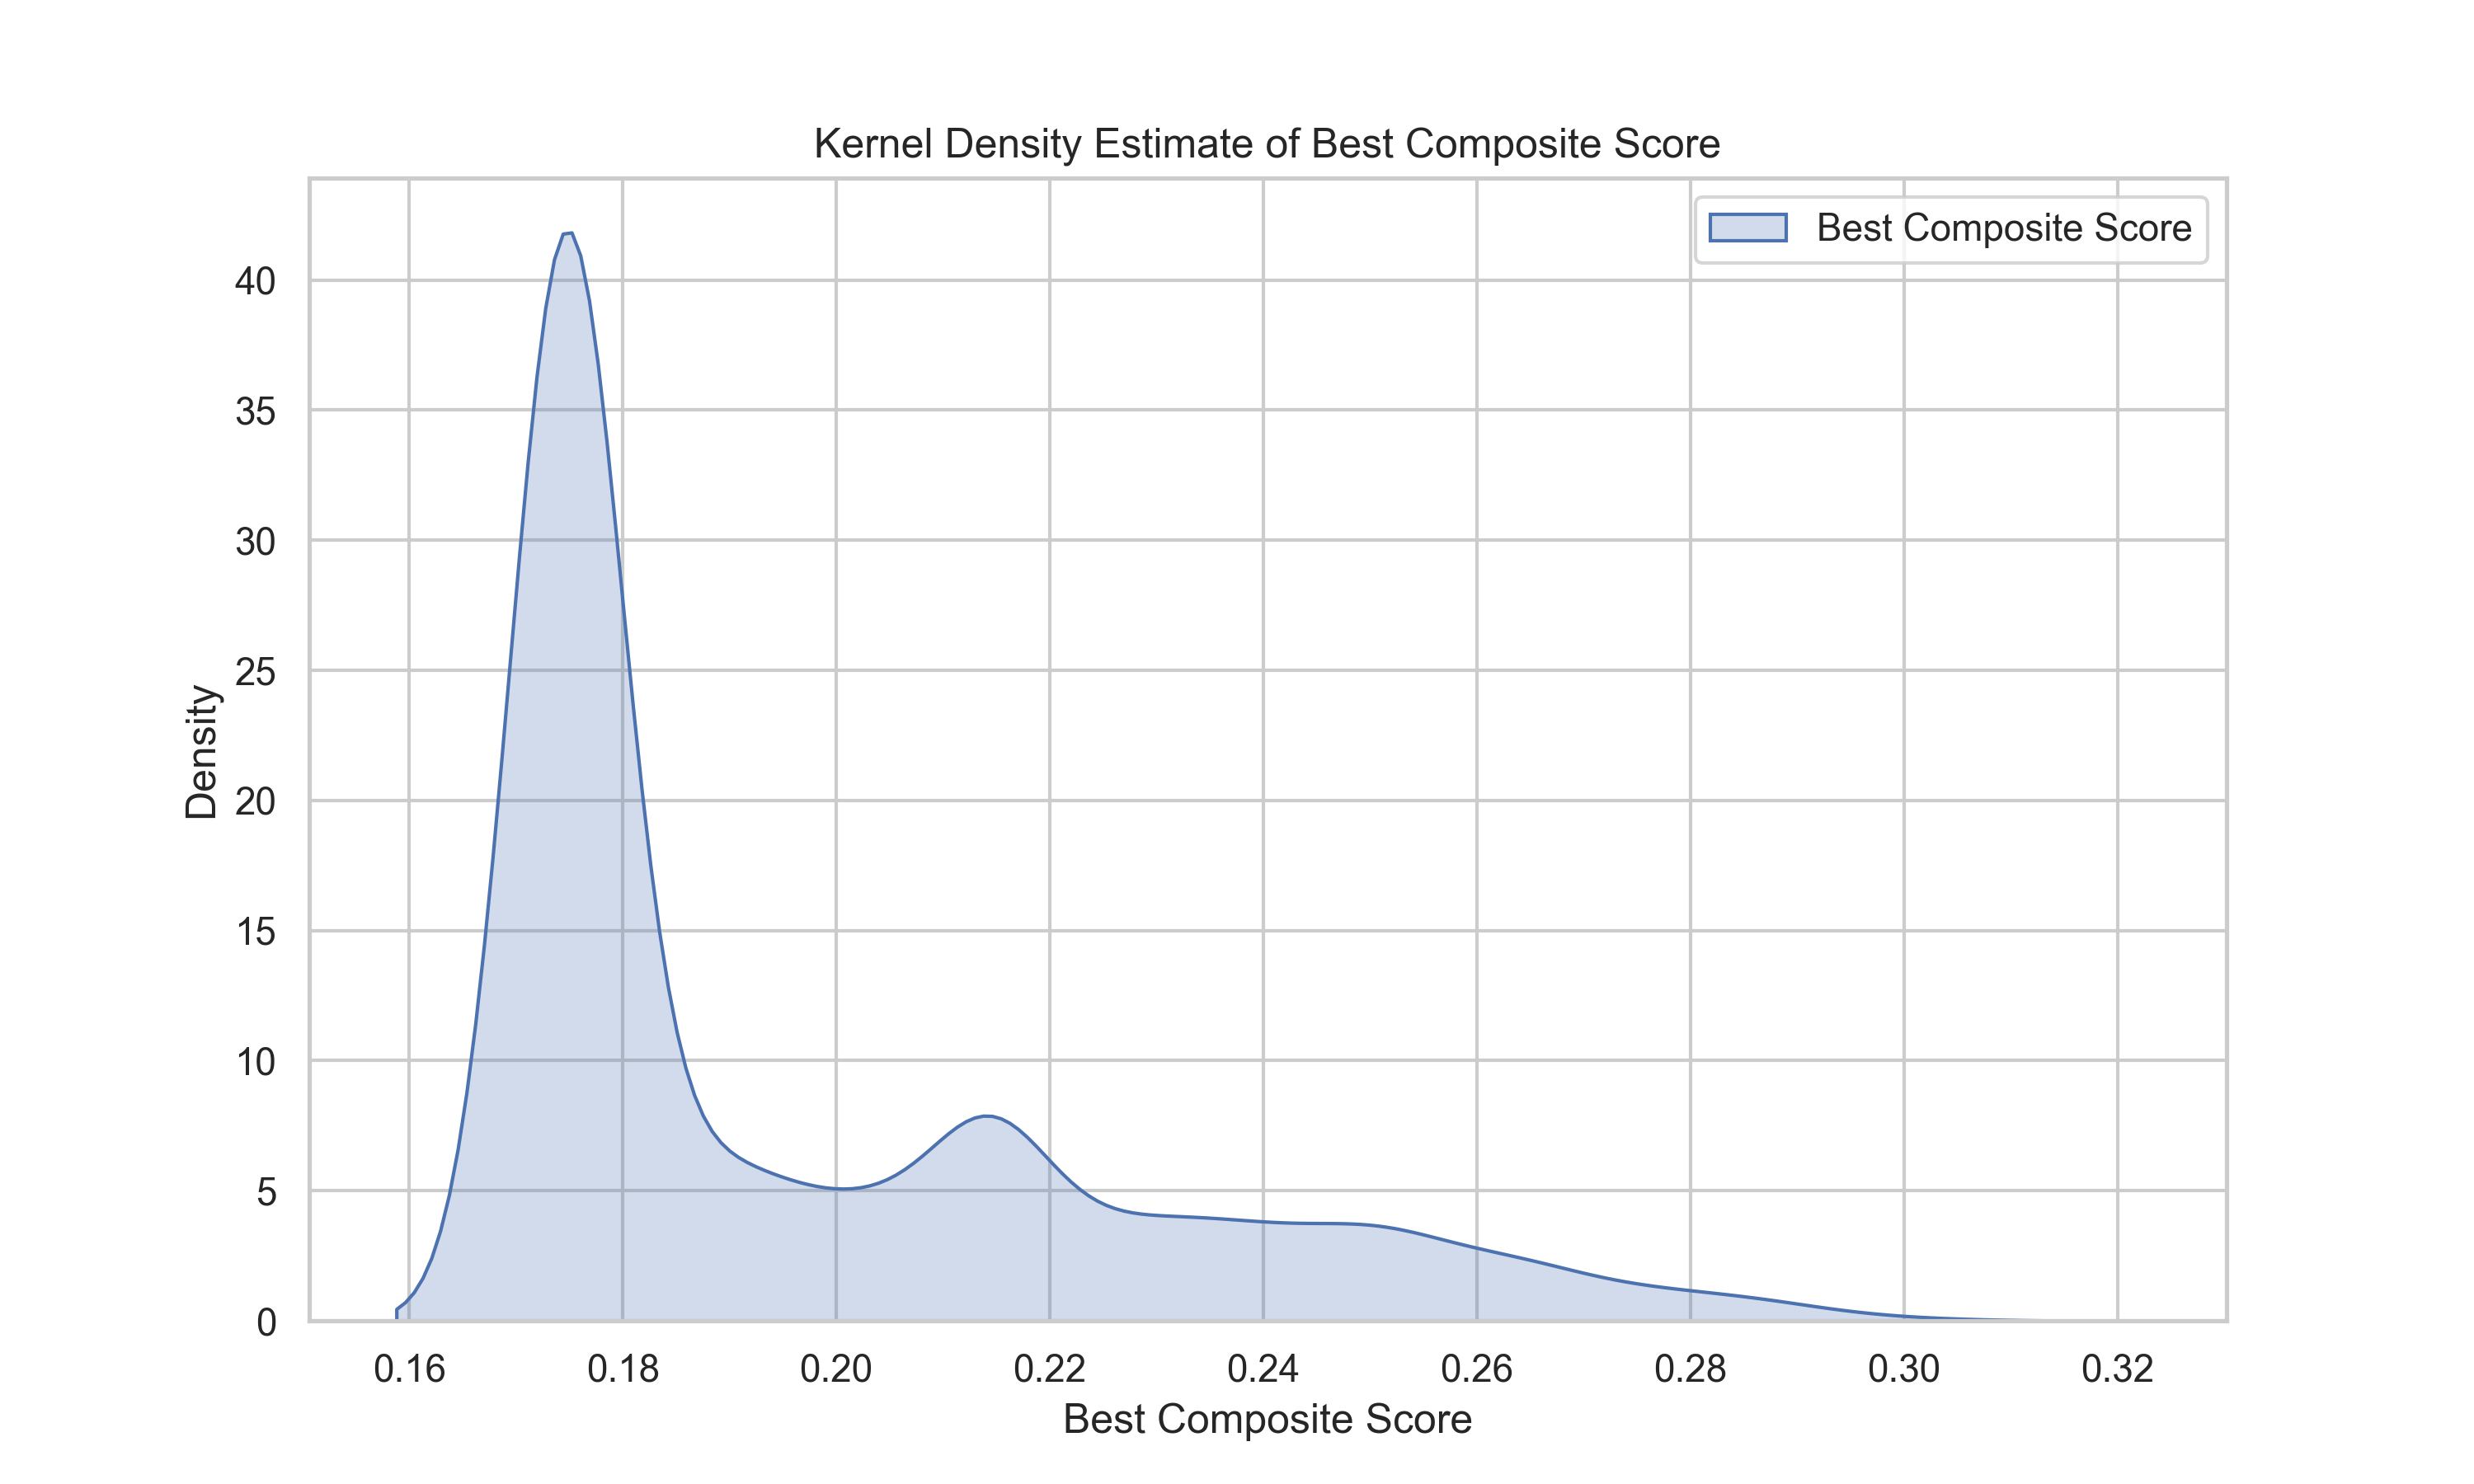 Kernel Density Estimate of Best Composite Score
Best Composite Score
40
35
30
25
20
15
10
5
0
Density
0.16 0.18 0.20 0.22 0.24 0.26 0.28 0.30 0.32
Best Composite Score